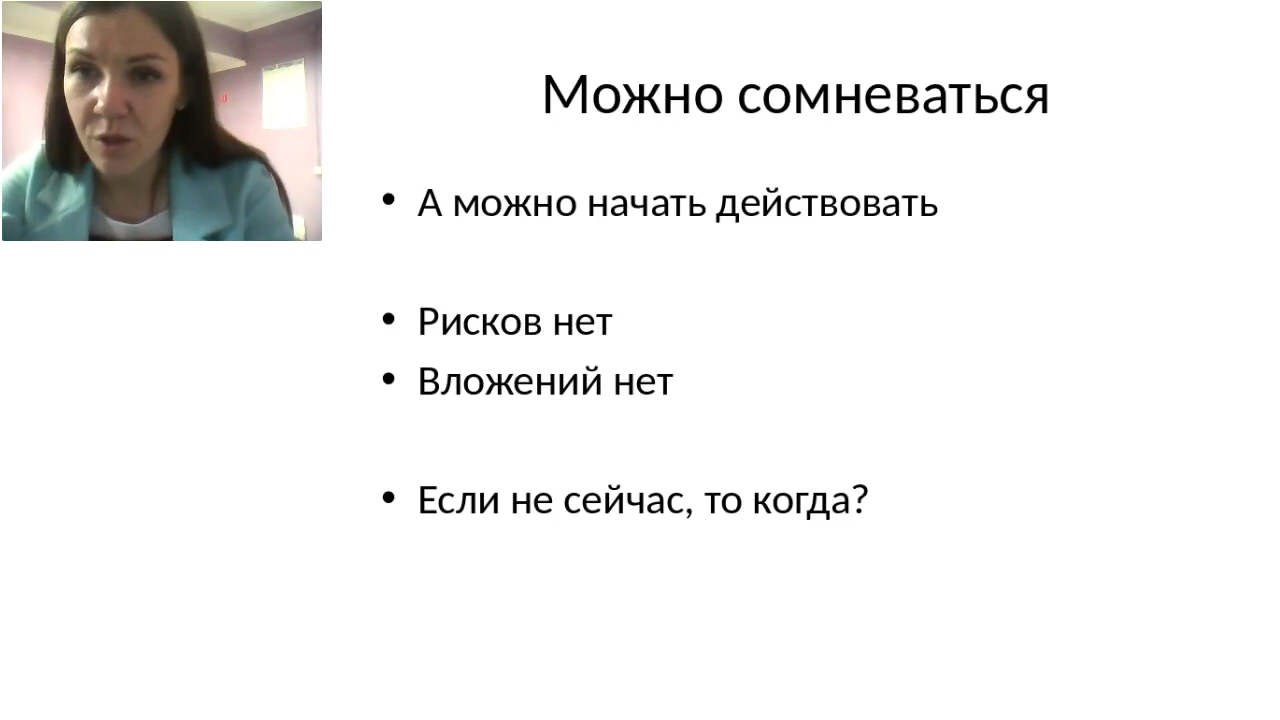 Можно сомневаться
• А можно начать действовать
• Рисков нет
• Вложений нет
• Если не сейчас, то когда?